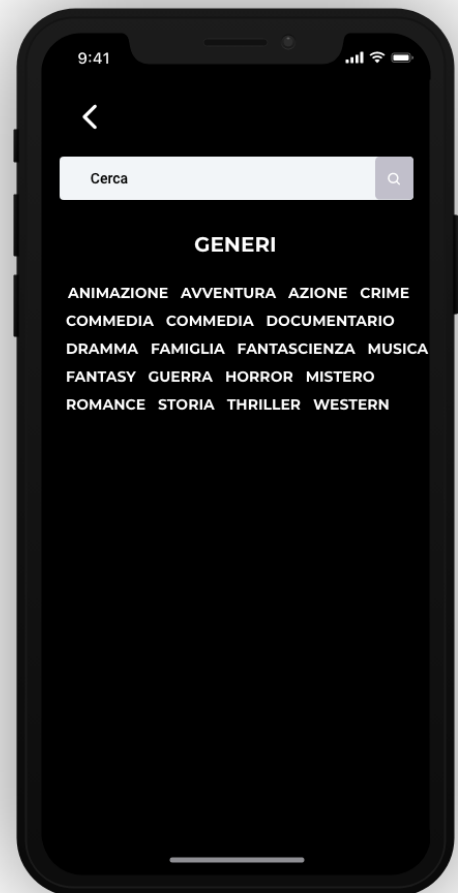 9:41
Cerca
GENERI
ANIMAZIONE AVVENTURA AZIONE CRIME
COMMEDIA COMMEDIA DOCUMENTARIO
DRAMMA FAMIGLIA FANTASCIENZA MUSICA
FANTASY GUERRA HORROR MISTERO
ROMANCE STORIA THRILLER WESTERN